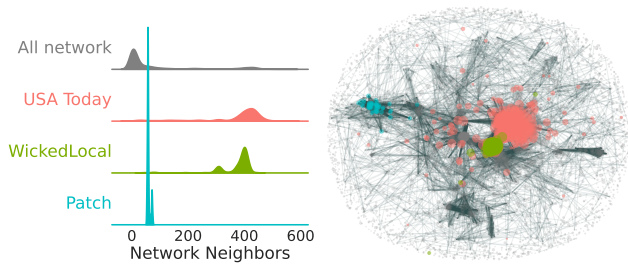 All network
USA Today
WickedLocal
Patch
0 200 400 600
Network Neighbors